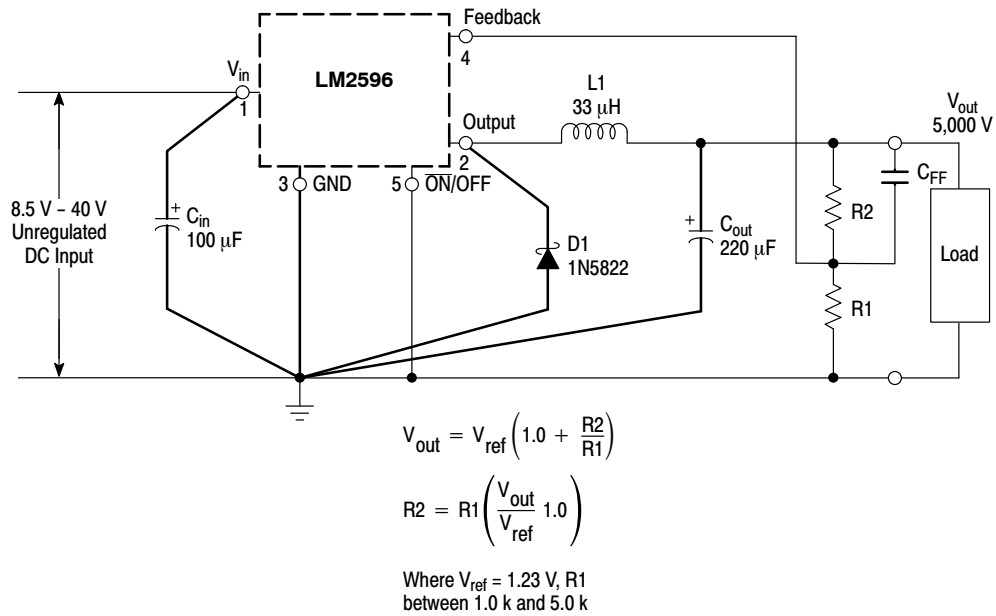 Feedback
4
V_in
1
LM2596
Output
2
3 GND
5 O̅N̅/OFF
L1
33 μH
V_out
5,000 V
8.5 V – 40 V
Unregulated
DC Input
+
C_in
100 μF
D1
1N5822
+
C_out
220 μF
R2
C_FF
Load
R1
V_out = V_ref (1.0 + R2/R1)
R2 = R1 (V_out/V_ref 1.0)
Where V_ref = 1.23 V, R1
between 1.0 k and 5.0 k